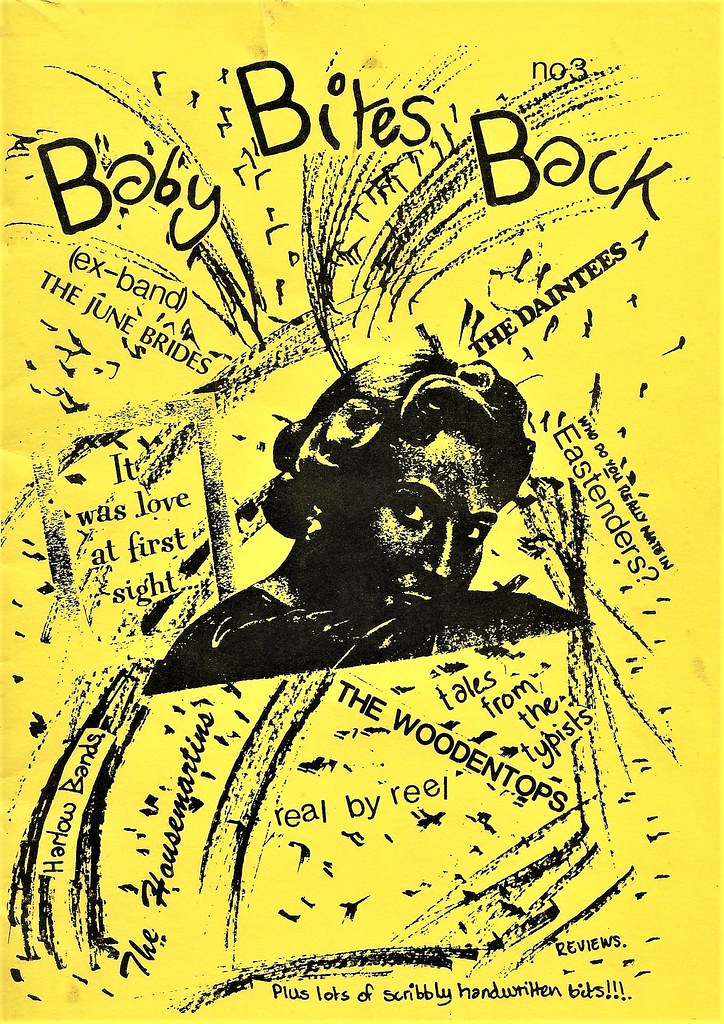 no3
Baby Bites Back
(ex-band)
THE JUNE BRIDES
THE DAINTEES
It
was love
at first
sight
WHO DO YOU REALLY HATE IN
Eastenders?
tales
from
the
typists
THE WOODENTOPS
real by reel
Harlow Bands
The Housemartins
REVIEWS.
Plus lots of scribbly handwritten bits!!!.